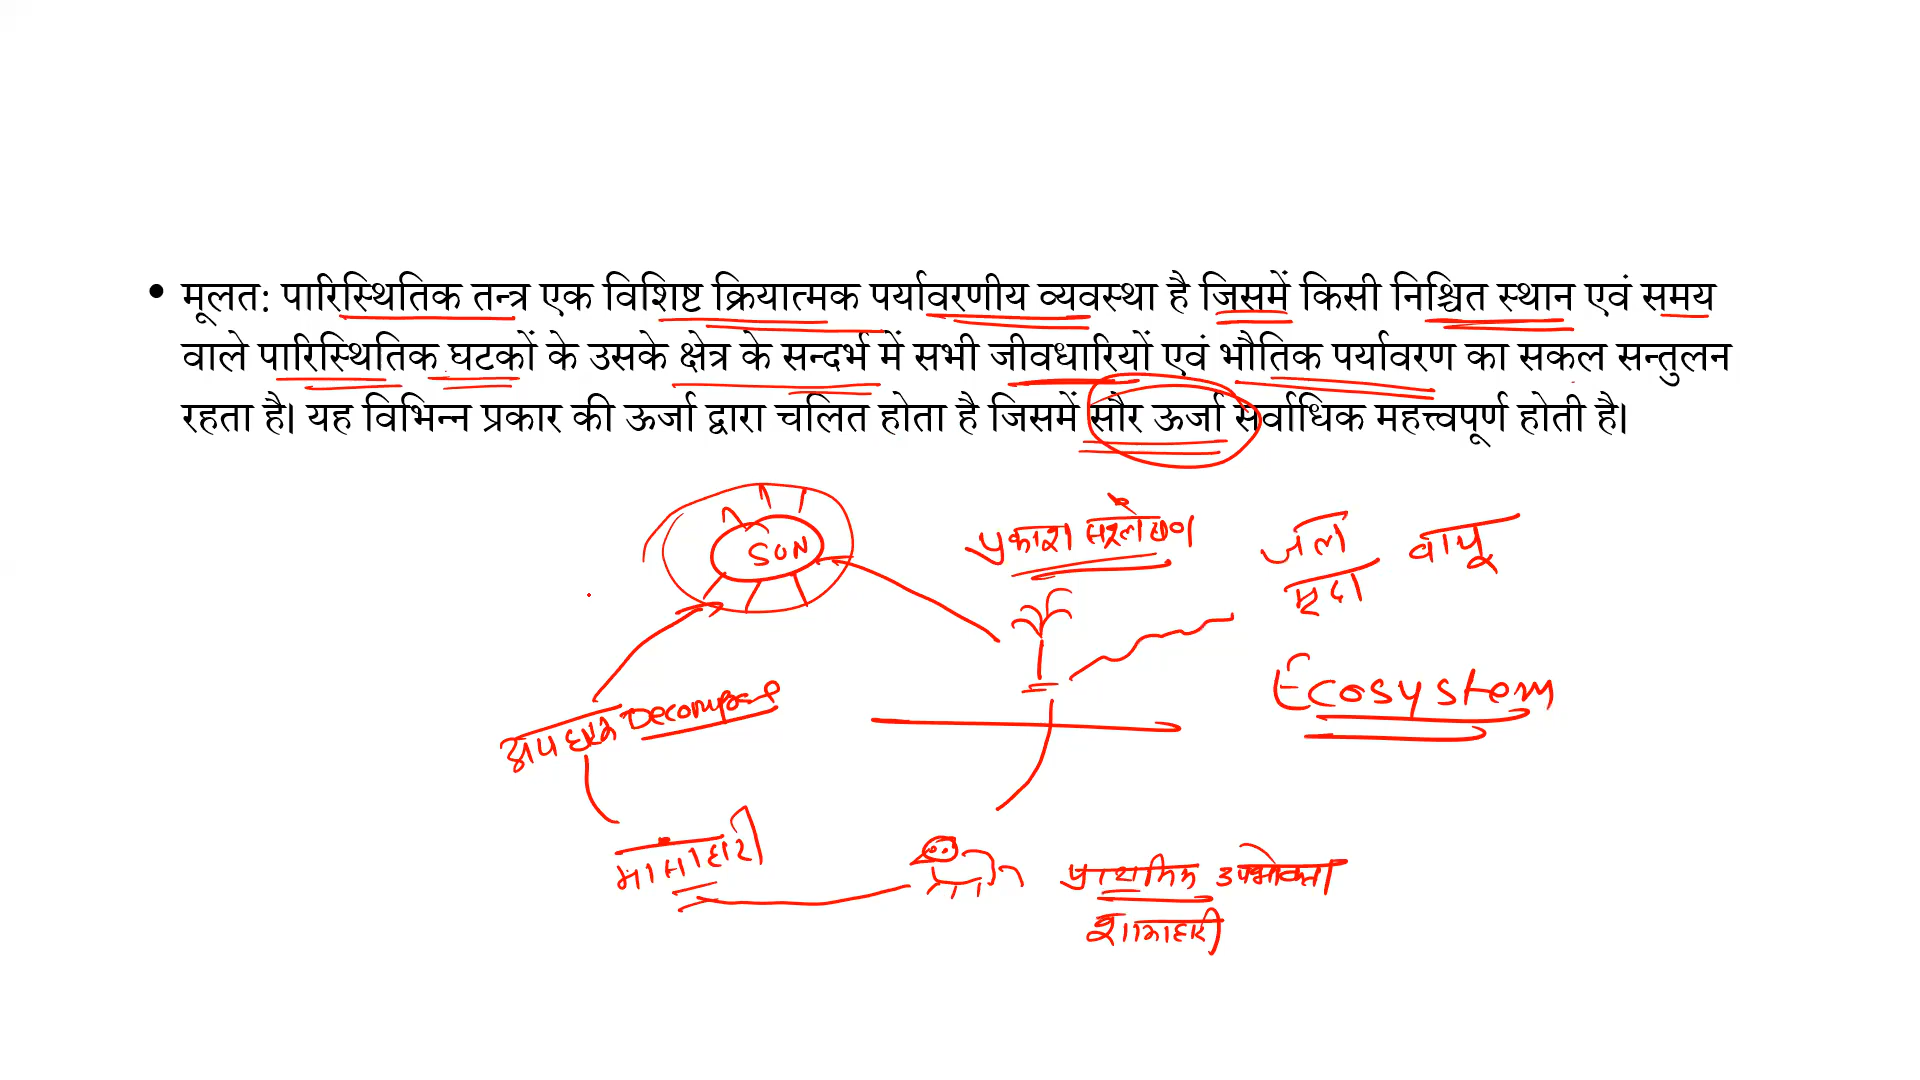 • मूलत: पारिस्थितिक तन्त्र एक विशिष्ट क्रियात्मक पर्यावरणीय व्यवस्था है जिसमें किसी निश्चित स्थान एवं समय
वाले पारिस्थितिक घटकों के उसके क्षेत्र के सन्दर्भ में सभी जीवधारियों एवं भौतिक पर्यावरण का सकल सन्तुलन
रहता है। यह विभिन्न प्रकार की ऊर्जा द्वारा चलित होता है जिसमें सौर ऊर्जा सर्वाधिक महत्त्वपूर्ण होती है।
SUN
प्रकाश संश्लेषण
जल वायु
मृदा
Ecosystem
मांसाहारी
प्राथमिक उपभोक्ता